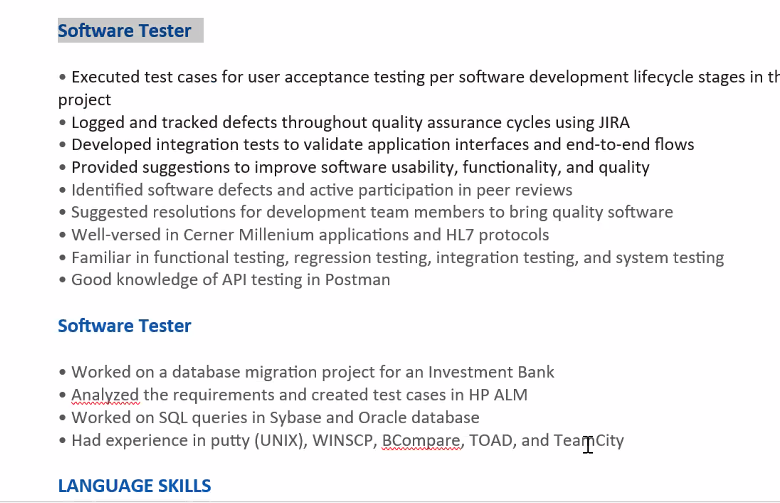 Software Tester
• Executed test cases for user acceptance testing per software development lifecycle stages in
project
• Logged and tracked defects throughout quality assurance cycles using JIRA
• Developed integration tests to validate application interfaces and end-to-end flows
• Provided suggestions to improve software usability, functionality, and quality
• Identified software defects and active participation in peer reviews
• Suggested resolutions for development team members to bring quality software
• Well-versed in Cerner Millenium applications and HL7 protocols
• Familiar in functional testing, regression testing, integration testing, and system testing
• Good knowledge of API testing in Postman
Software Tester
• Worked on a database migration project for an Investment Bank
• Analyzed the requirements and created test cases in HP ALM
• Worked on SQL queries in Sybase and Oracle database
• Had experience in putty (UNIX), WINSCP, BCompare, TOAD, and TeamCity
LANGUAGE SKILLS